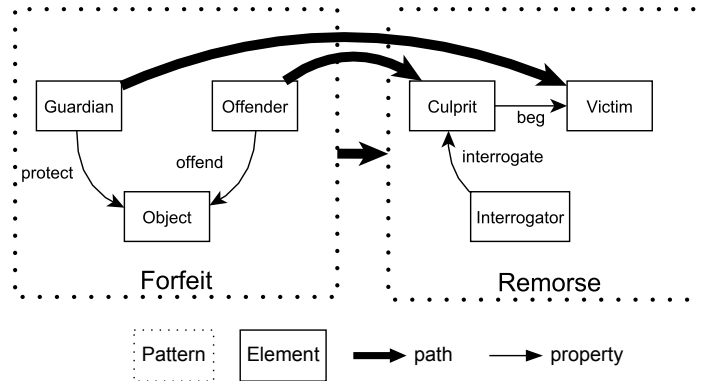 Guardian
Offender
Culprit
Victim
beg
protect
offend
interrogate
Object
Interrogator
Forfeit
Remorse
Pattern
Element
path
property